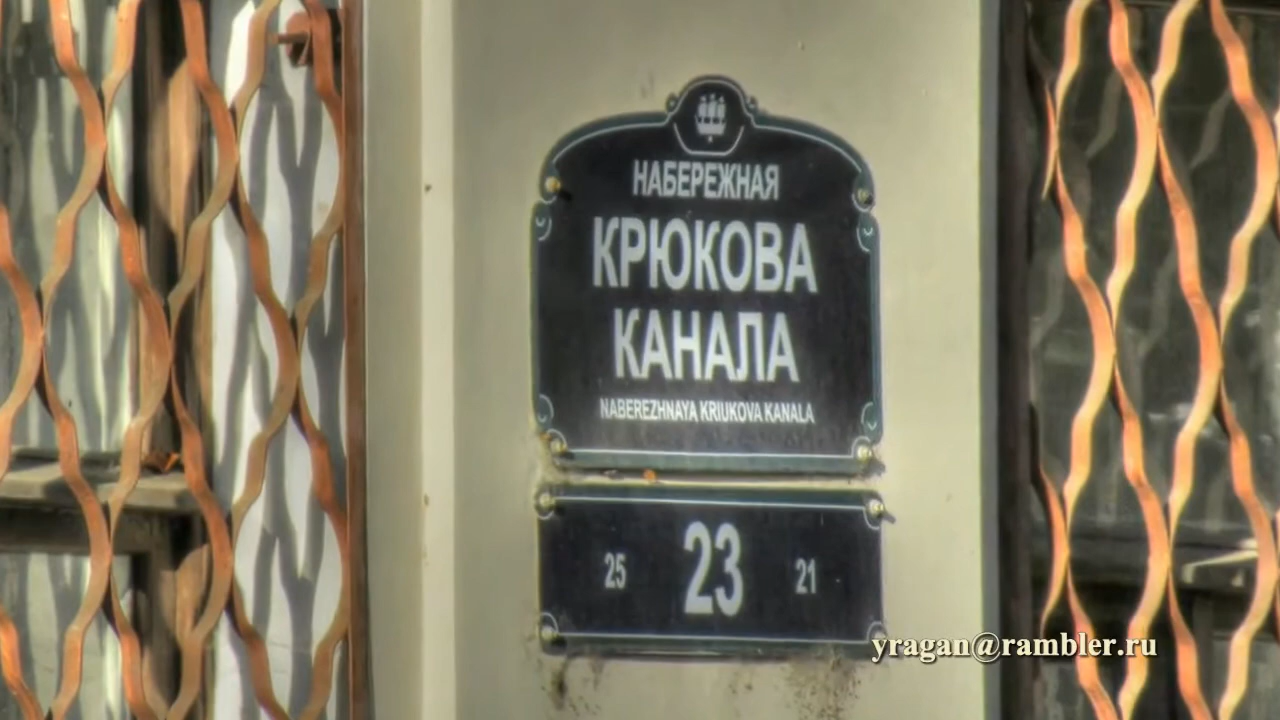 НАБЕРЕЖНАЯ
КРЮКОВА
КАНАЛА
NABEREZHNAYA KRIUKOVA KANALA
25 23 21
yragan@rambler.ru